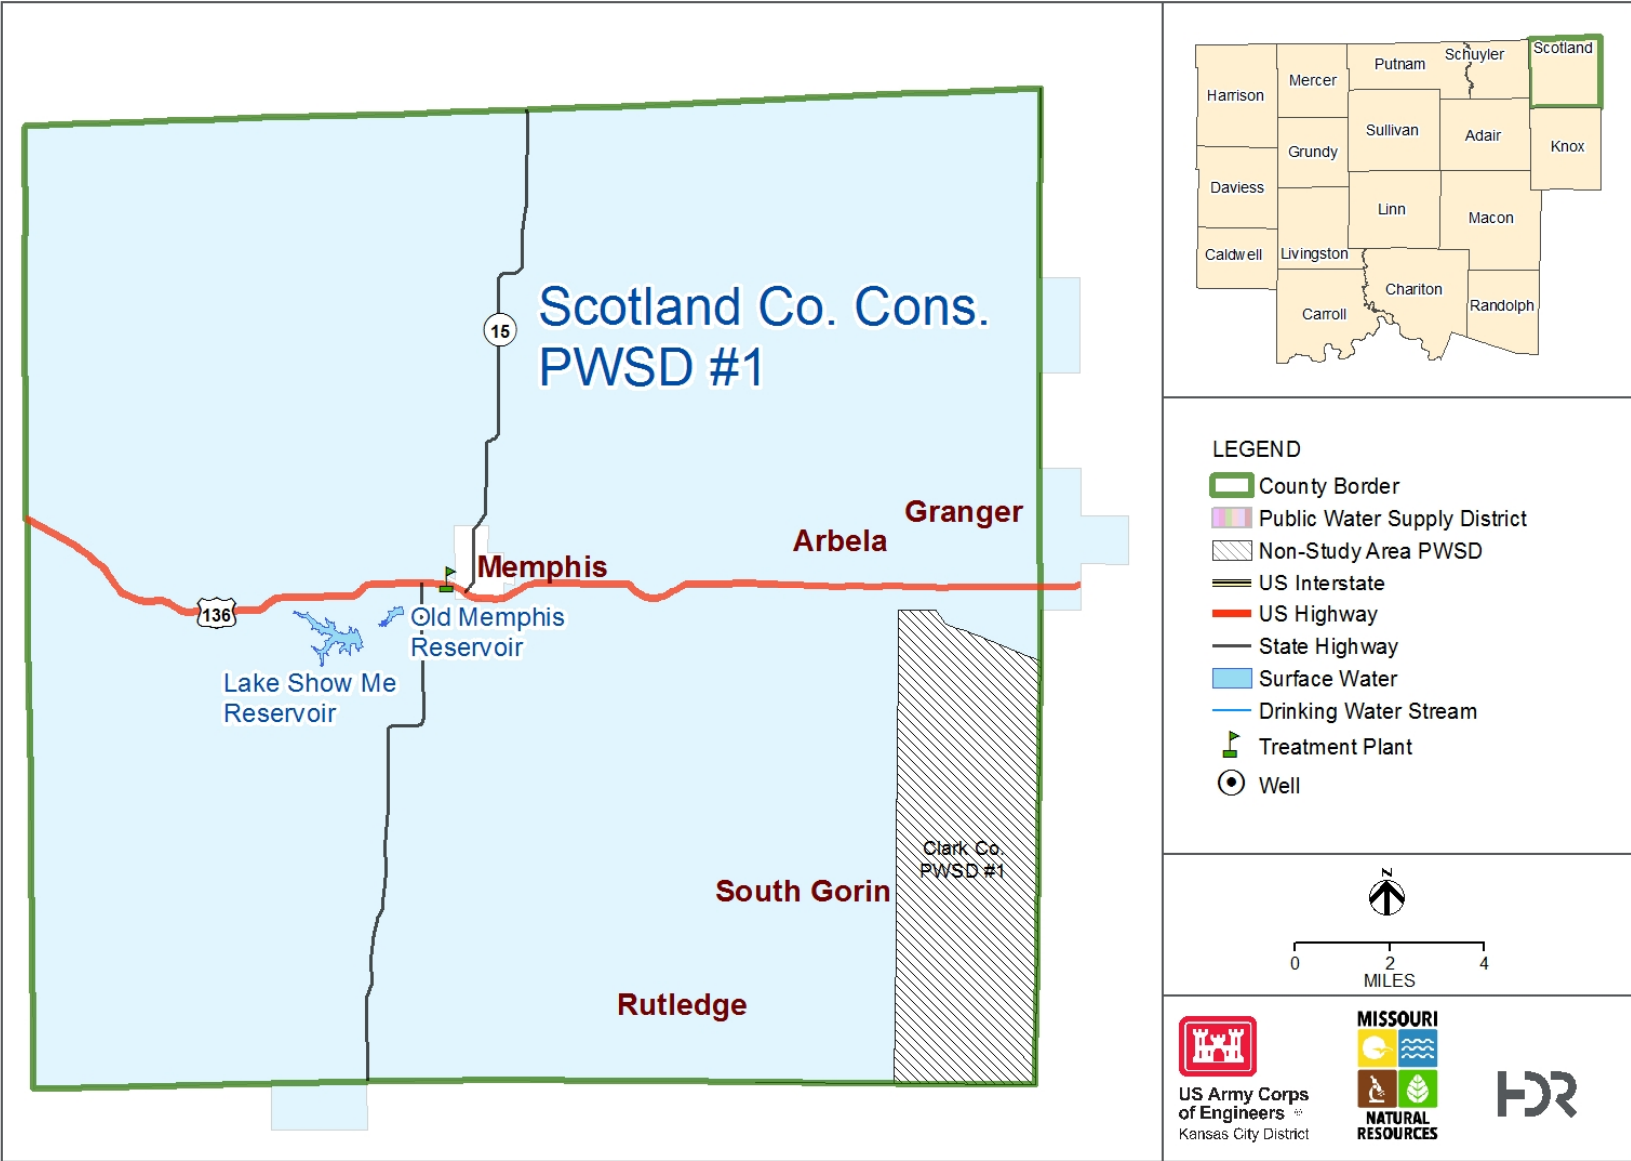 Scotland Co. Cons.
PWSD #1
15
Granger
Arbela
Memphis
136
Old Memphis
Reservoir
Lake Show Me
Reservoir
Clark Co.
PWSD #1
South Gorin
Rutledge
Harrison
Mercer
Putnam
Schuyler
Scotland
Sullivan
Adair
Knox
Grundy
Daviess
Linn
Macon
Caldwell
Livingston
Chariton
Randolph
Carroll
LEGEND
County Border
Public Water Supply District
Non-Study Area PWSD
US Interstate
US Highway
State Highway
Surface Water
Drinking Water Stream
Treatment Plant
Well
N
0 2 4
MILES
US Army Corps
of Engineers
Kansas City District
MISSOURI
NATURAL
RESOURCES
HDR